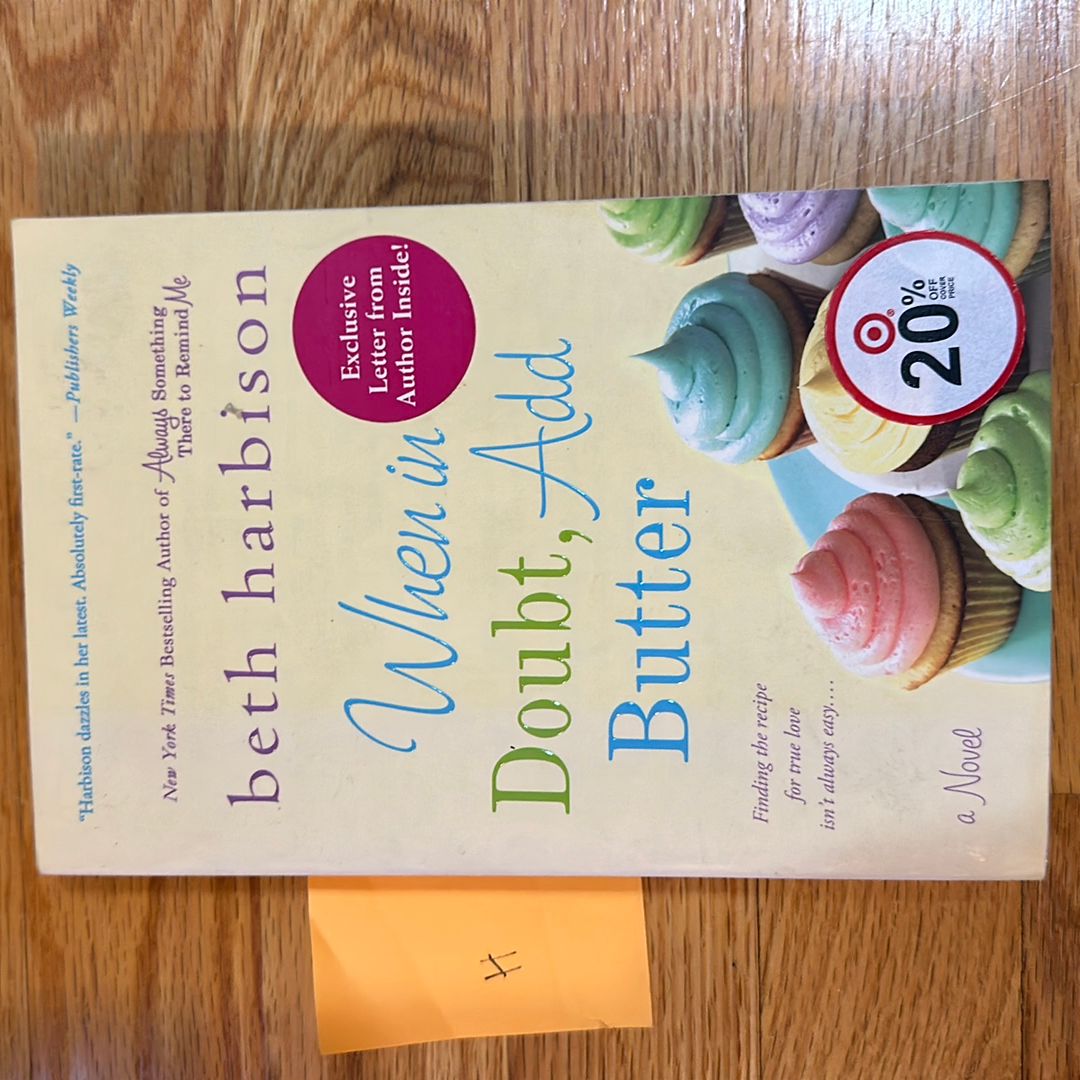 "Harbison dazzles in her latest. Absolutely first-rate." —Publishers Weekly
New York Times Bestselling Author of Always Something
There to Remind Me
beth harbison
Exclusive
Letter from
Author Inside!
When in
Doubt, Add
Butter
Finding the recipe
for true love
isn't always easy....
a Novel
®
20%
OFF
COVER
PRICE
H